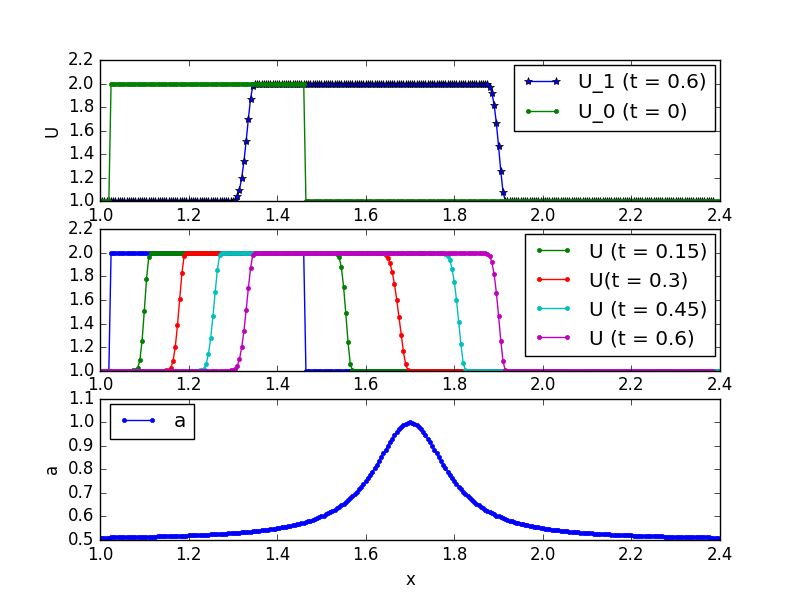 2.2
2.0
1.8
1.6
1.4
1.2
1.0
U
U_1 (t = 0.6)
U_0 (t = 0)
1.0 1.2 1.4 1.6 1.8 2.0 2.2 2.4
2.2
2.0
1.8
1.6
1.4
1.2
1.0
U (t = 0.15)
U(t = 0.3)
U (t = 0.45)
U (t = 0.6)
1.0 1.2 1.4 1.6 1.8 2.0 2.2 2.4
1.1
1.0
0.9
0.8
0.7
0.6
0.5
a
a
1.0 1.2 1.4 1.6 1.8 2.0 2.2 2.4
x